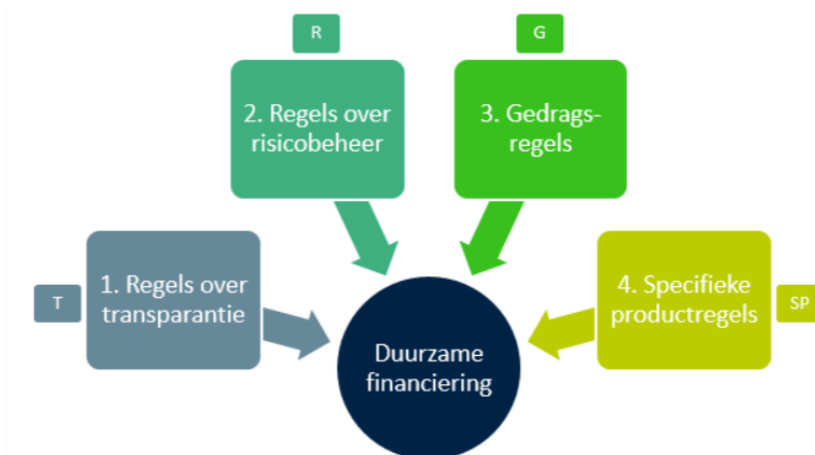 R
G
2. Regels over
risicobeheer
3. Gedrags-
regels
T
1. Regels over
transparantie
4. Specifieke
productregels
SP
Duurzame
financiering